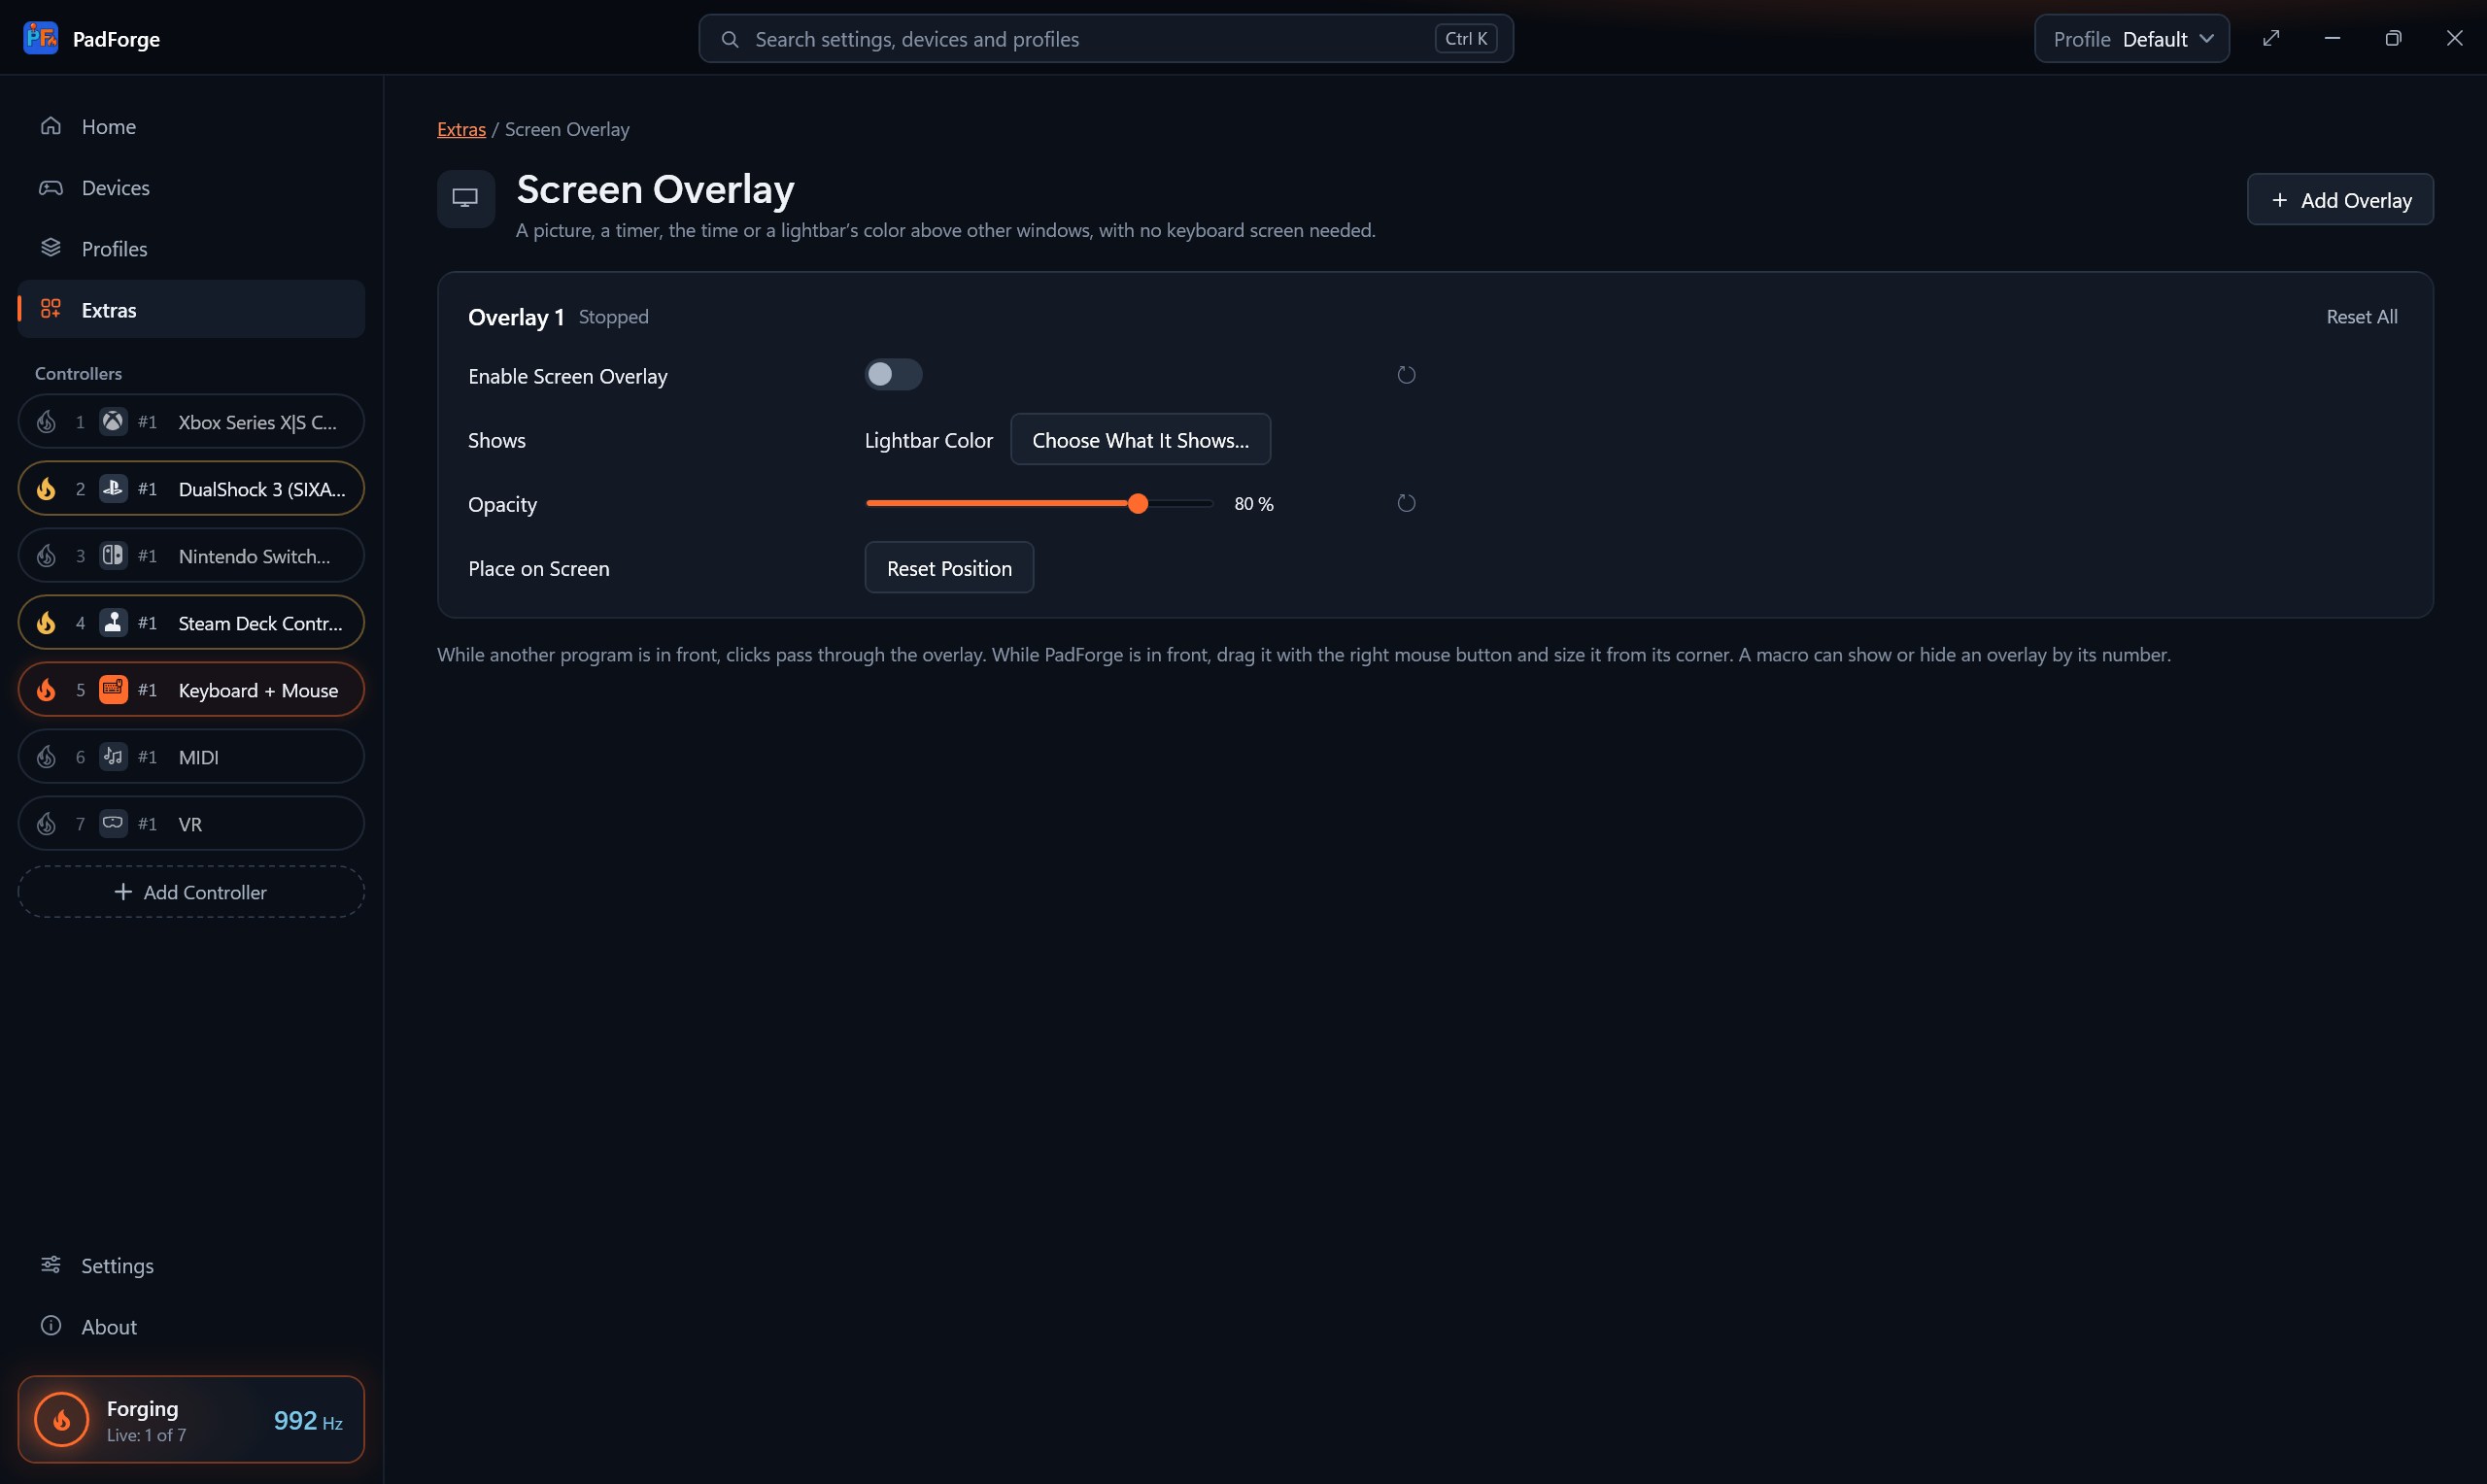 PadForge
Search settings, devices and profiles
Ctrl K
Profile Default
Home
Devices
Profiles
Extras
Controllers
1 #1 Xbox Series X|S C...
2 #1 DualShock 3 (SIXA...
3 #1 Nintendo Switch...
4 #1 Steam Deck Contr...
5 #1 Keyboard + Mouse
6 #1 MIDI
7 #1 VR
Add Controller
Settings
About
Forging
Live: 1 of 7
992 Hz
Extras / Screen Overlay
Screen Overlay
A picture, a timer, the time or a lightbar’s color above other windows, with no keyboard screen needed.
Add Overlay
Overlay 1 Stopped
Reset All
Enable Screen Overlay
Shows Lightbar Color Choose What It Shows...
Opacity 80 %
Place on Screen Reset Position
While another program is in front, clicks pass through the overlay. While PadForge is in front, drag it with the right mouse button and size it from its corner. A macro can show or hide an overlay by its number.